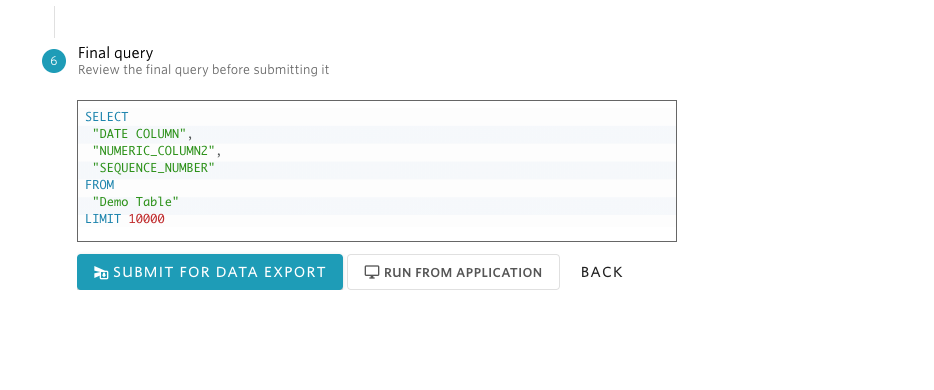 6
Final query
Review the final query before submitting it
SELECT
"DATE COLUMN",
"NUMERIC_COLUMN2",
"SEQUENCE_NUMBER"
FROM
"Demo Table"
LIMIT 10000
SUBMIT FOR DATA EXPORT RUN FROM APPLICATION BACK